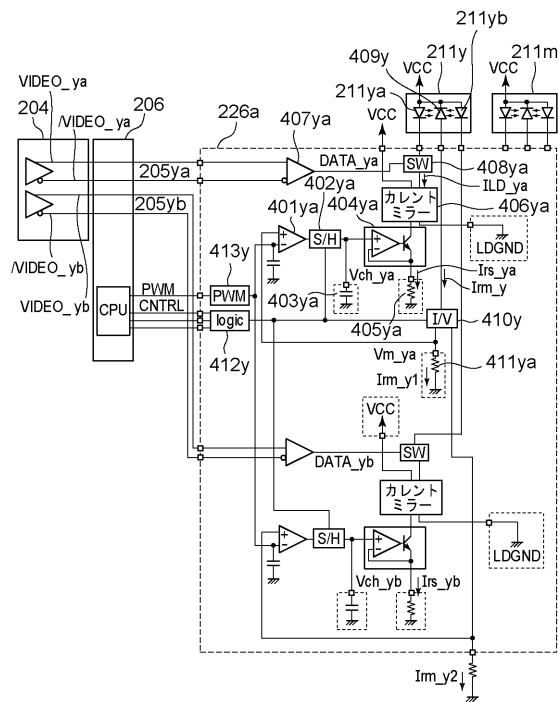 211yb
409y
211y
211m
VCC
VCC
211ya
VIDEO_ya
204
/VIDEO_ya
206
226a
407ya
VCC
DATA_ya
SW
408ya
205ya
402ya
ILD_ya
205yb
401ya
404ya
カレント
ミラー
406ya
S/H
LDGND
413y
/VIDEO_yb
Vch_ya
Irs_ya
PWM
PWM
Irm_y
VIDEO_yb
CNTRL
403ya
CPU
logic
405ya
I/V
410y
412y
Vm_ya
411ya
Irm_y1
VCC
SW
DATA_yb
カレント
ミラー
S/H
LDGND
Vch_yb
Irs_yb
Irm_y2